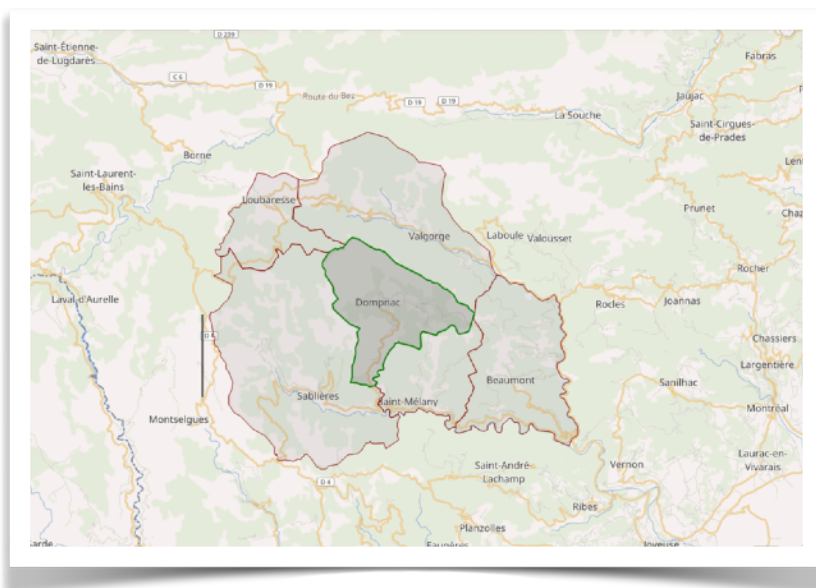 D 239
Saint-Étienne-
de-Lugdarès
Fabras
C 6
D 19
Route du Bez
D 19
D 19
Jaujac
La Souche
Saint-Cirgues-
de-Prades
Borne
Saint-Laurent-
les-Bains
Loubaresse
Prunet
Valgorge
Laboule
Valousset
Rocher
Laval-d'Aurelle
Dompnac
Rocles
Joannas
Chassiers
Largentière
Beaumont
Sanilhac
Sablières
Saint-Mélany
Montréal
Montselgues
Laurac-en-
Vivarais
Saint-André-
Lachamp
Vernon
D 4
Ribes
Planzolles